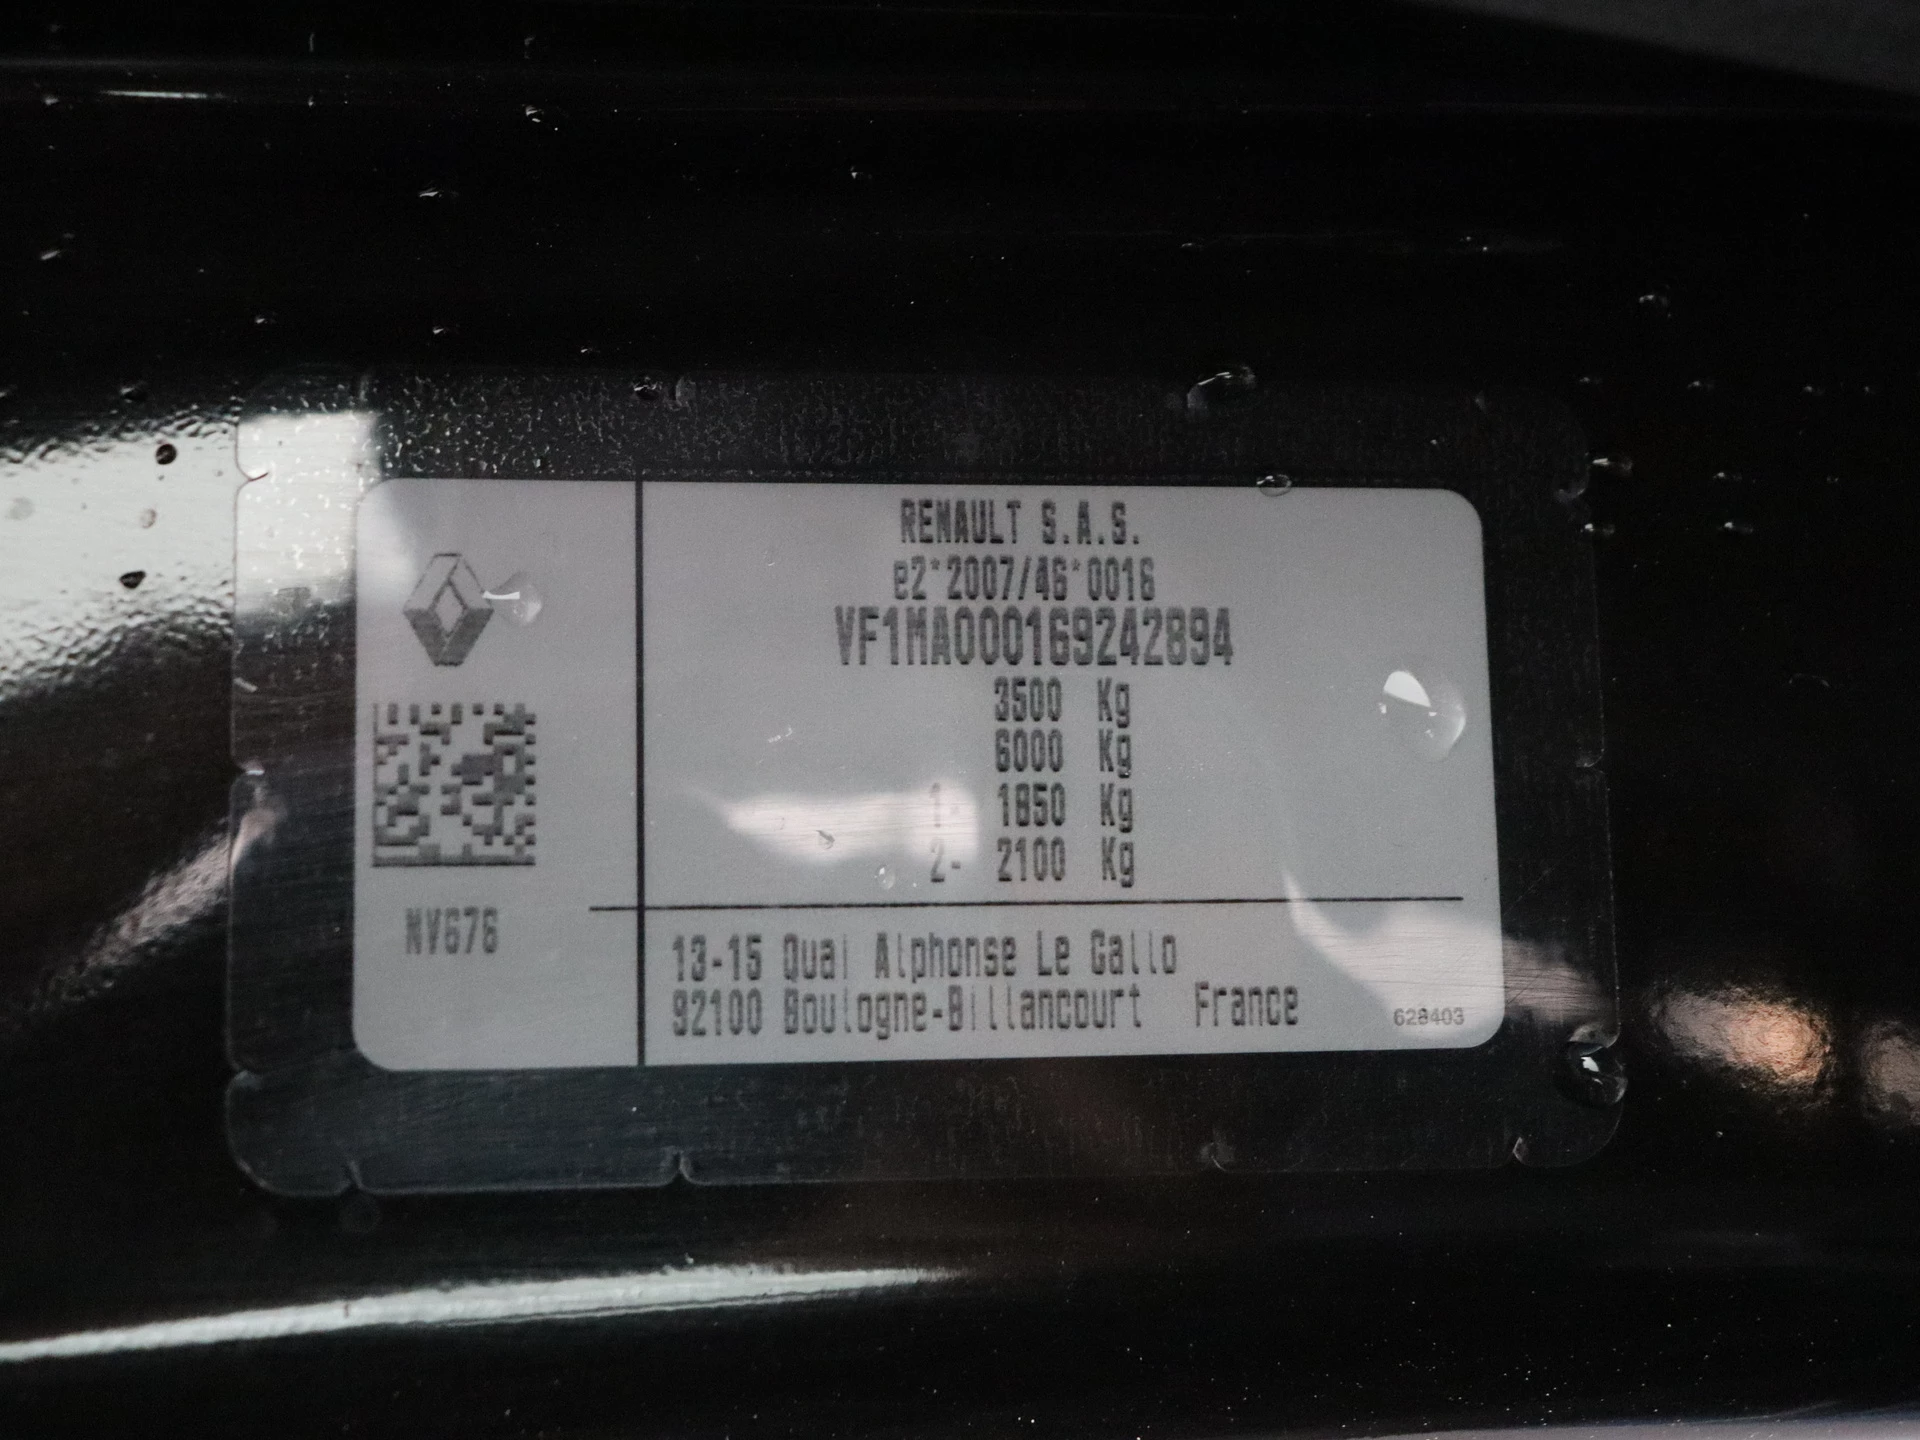 RENAULT S.A.S.
e2*2007/46*0016
VF1MA000169242894
3500 Kg
6000 Kg
1- 1850 Kg
2- 2100 Kg
NV676
13-15 Quai Alphonse Le Gallo
92100 Boulogne-Billancourt France
628403